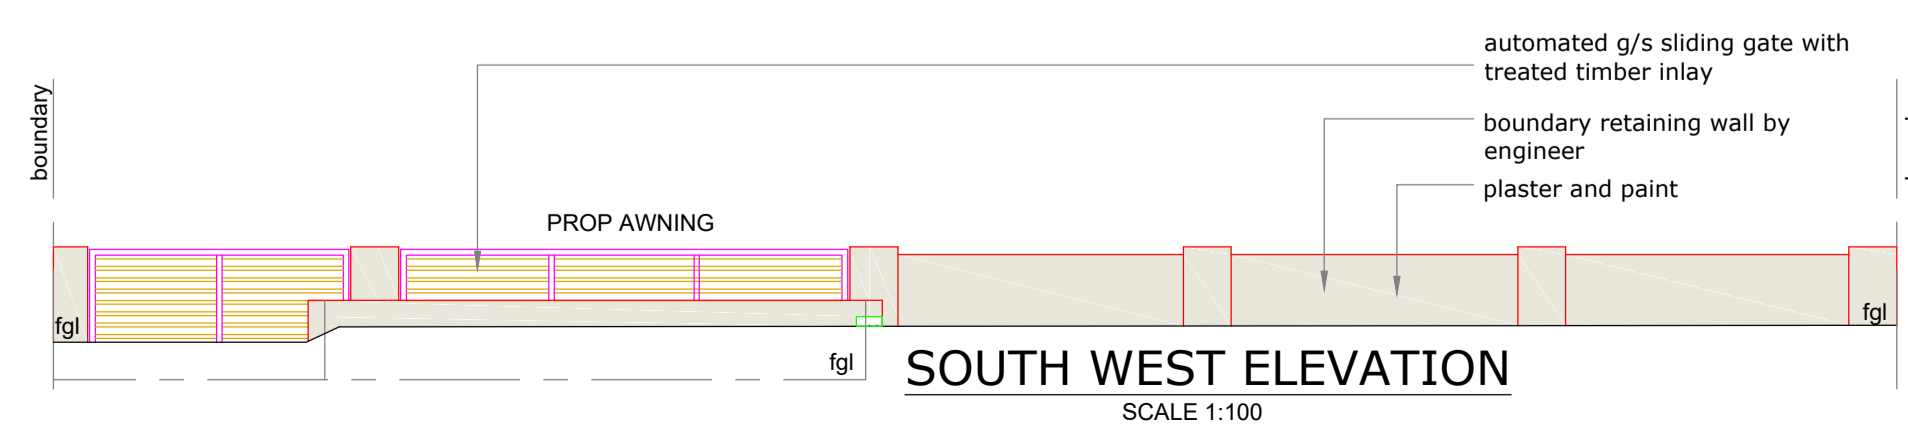 automated g/s sliding gate with
treated timber inlay
boundary
boundary retaining wall by
engineer
plaster and paint
PROP AWNING
fgl
fgl
fgl
SOUTH WEST ELEVATION
SCALE 1:100